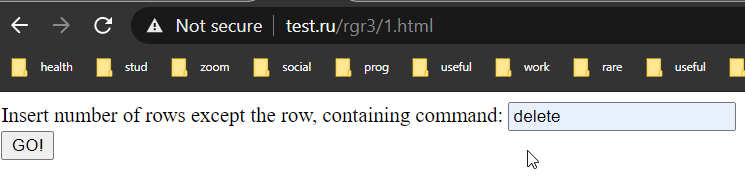 Not secure | test.ru/rgr3/1.html
health stud zoom social prog useful work rare useful
Insert number of rows except the row, containing command: delete
GO!